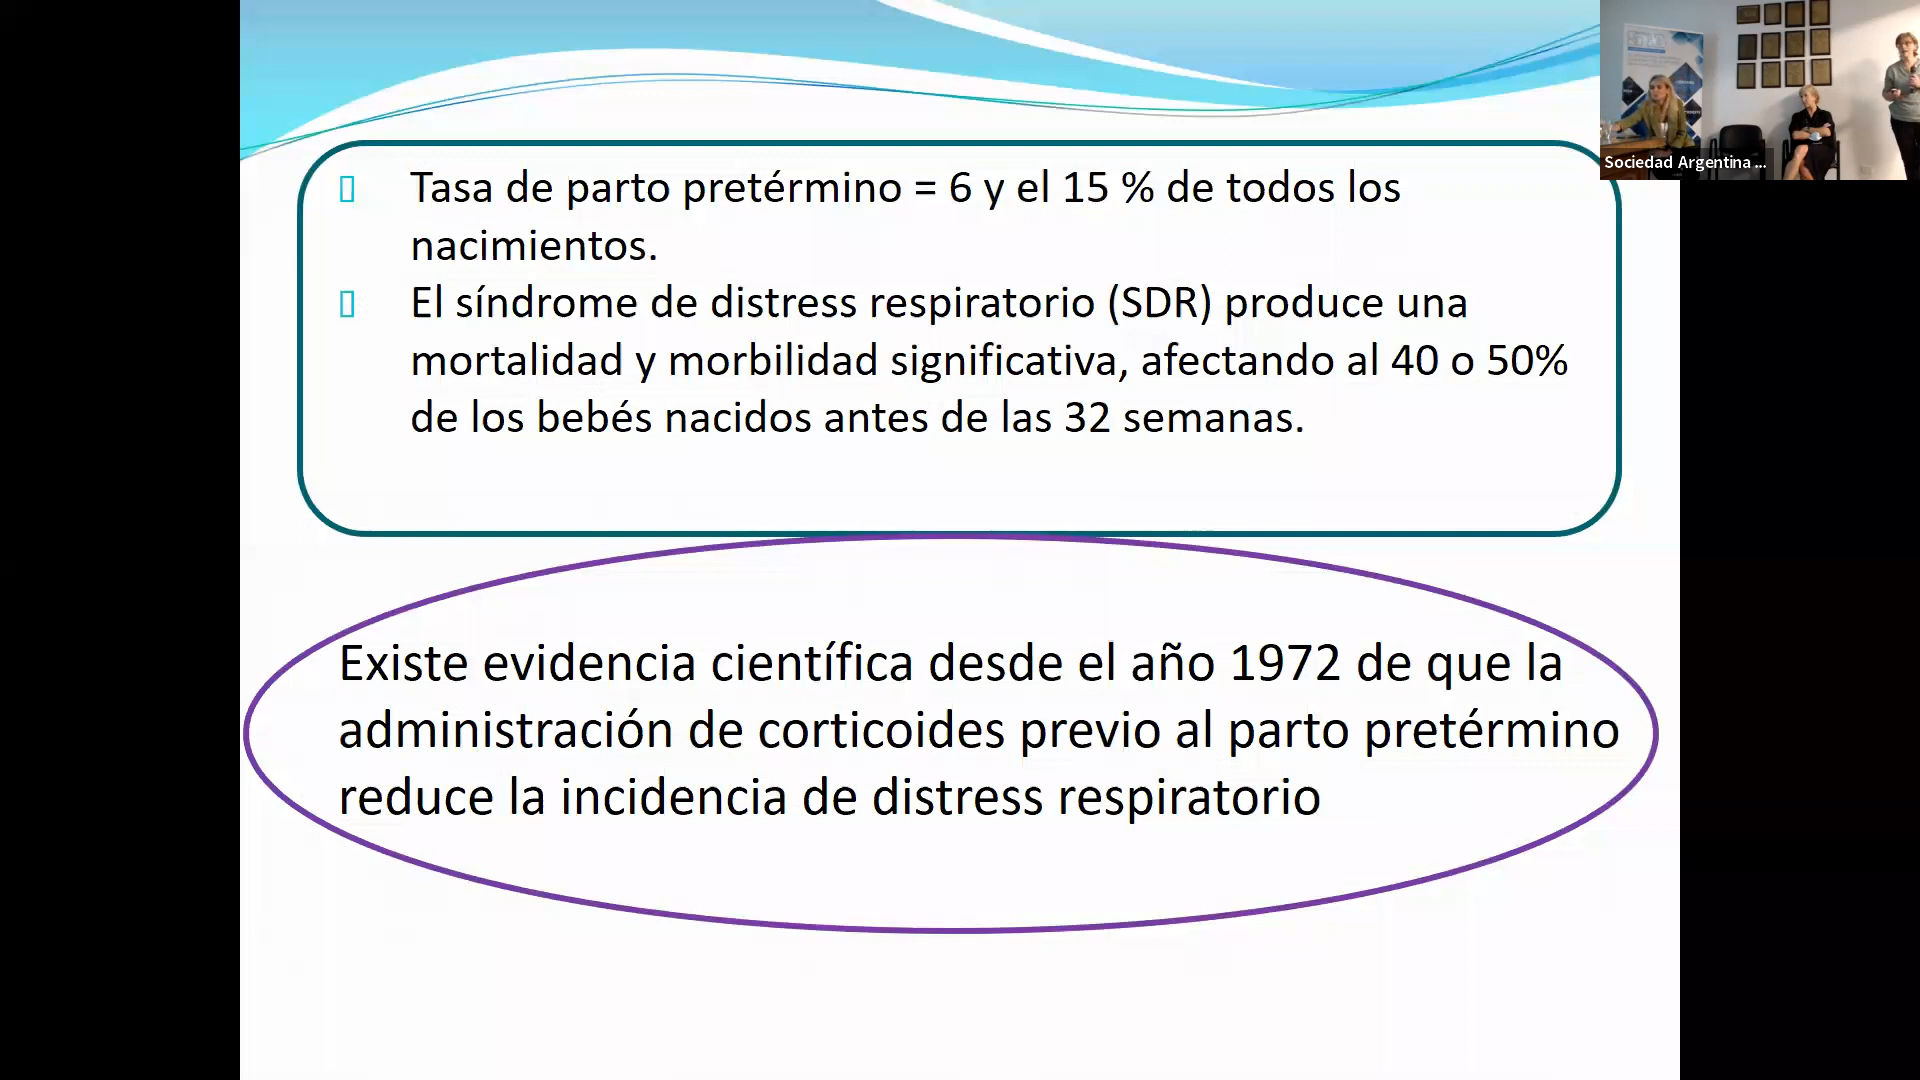 Sociedad Argentina ...
Tasa de parto pretérmino = 6 y el 15 % de todos los
nacimientos.
El síndrome de distress respiratorio (SDR) produce una
mortalidad y morbilidad significativa, afectando al 40 o 50%
de los bebés nacidos antes de las 32 semanas.
Existe evidencia científica desde el año 1972 de que la
administración de corticoides previo al parto pretérmino
reduce la incidencia de distress respiratorio